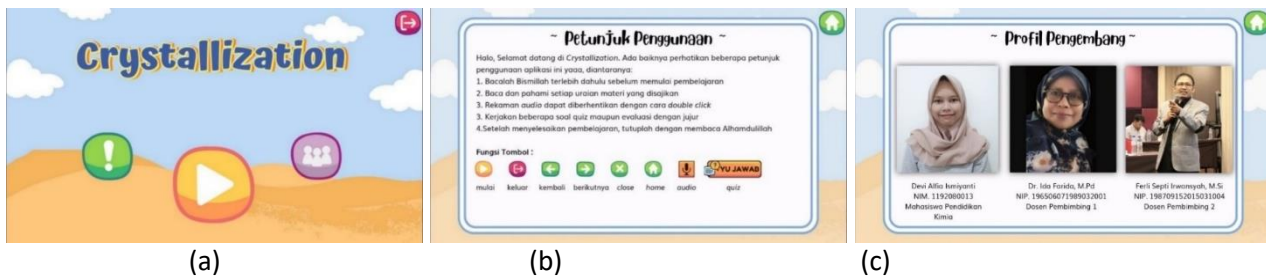 Crystallization
~ Petunjuk Penggunaan ~
Halo, Selamat datang di Crystallization. Ada baiknya perhatikan beberapa petunjuk
penggunaan aplikasi ini yaaa, diantaranya:
1. Bacalah Bismillah terlebih dahulu sebelum memulai pembelajaran
2. Baca dan pahami setiap uraian materi yang disajikan
3. Rekaman audio dapat diberhentikan dengan cara double click
3. Kerjakan beberapa soal quiz maupun evaluasi dengan jujur
4.Setelah menyelesaikan pembelajaran, tutuplah dengan membaca Alhamdulillah
Fungsi Tombol :
YU JAWAB
mulai keluar kembali berikutnya close home audio quiz
~ Profil Pengembang ~
Devi Allia Ismiyanti
NIM. 1192080013
Mahasiswa Pendidikan
Kimia
Dr. Ida Farida, M.Pd
NIP. 196506071989032001
Dosen Pembimbing 1
Ferli Septi Irwansyah, M.Si
NIP. 198709152015031004
Dosen Pembimbing 2
(a) (b) (c)